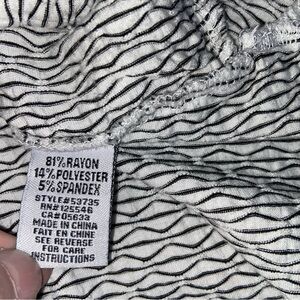 81% RAYON
14% POLYESTER
5% SPANDEX
STYLE#53735
RN#125546
CA#05633
MADE IN CHINA
FAIT EN CHINE
SEE REVERSE
FOR CARE
INSTRUCTIONS